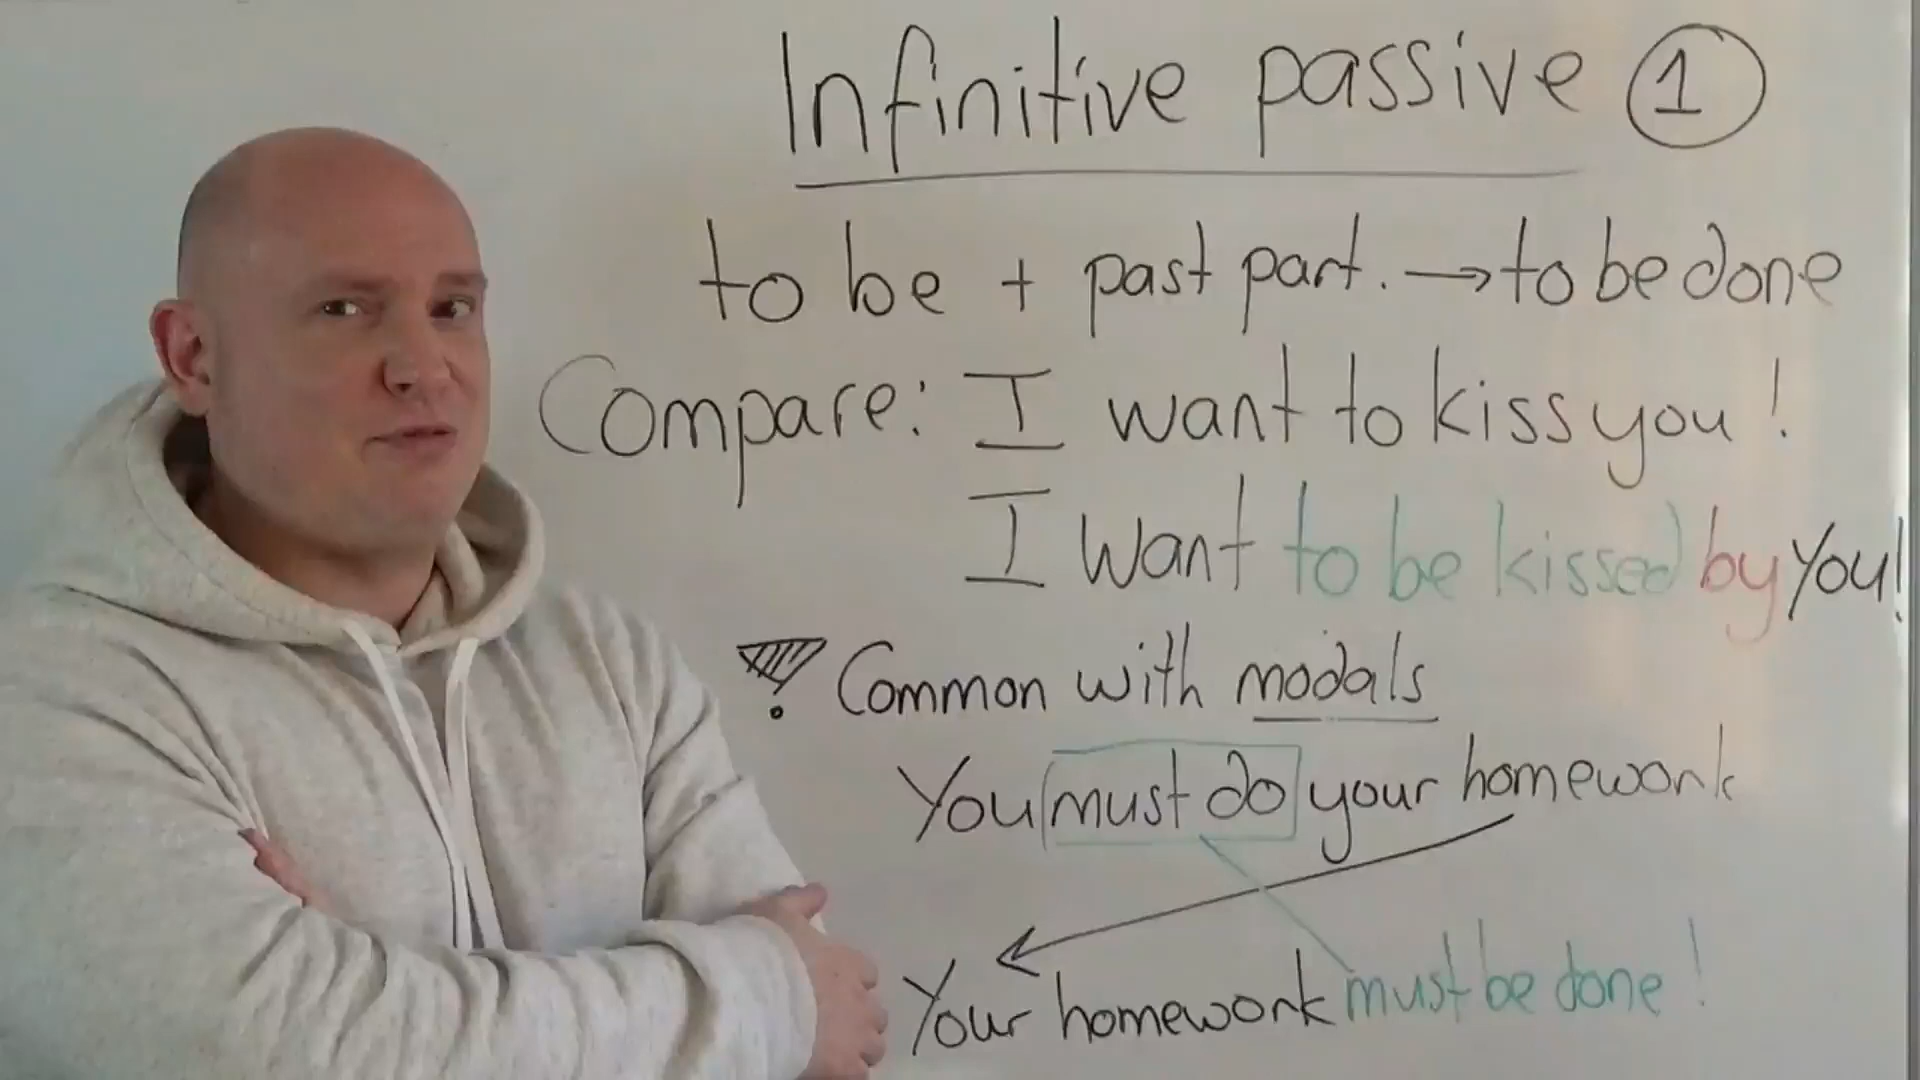 Infinitive passive 1
to be + past part. → to be done
Compare: I want to kiss you!
I want to be kissed by you!
! Common with modals
You must do your homework
Your homework must be done!